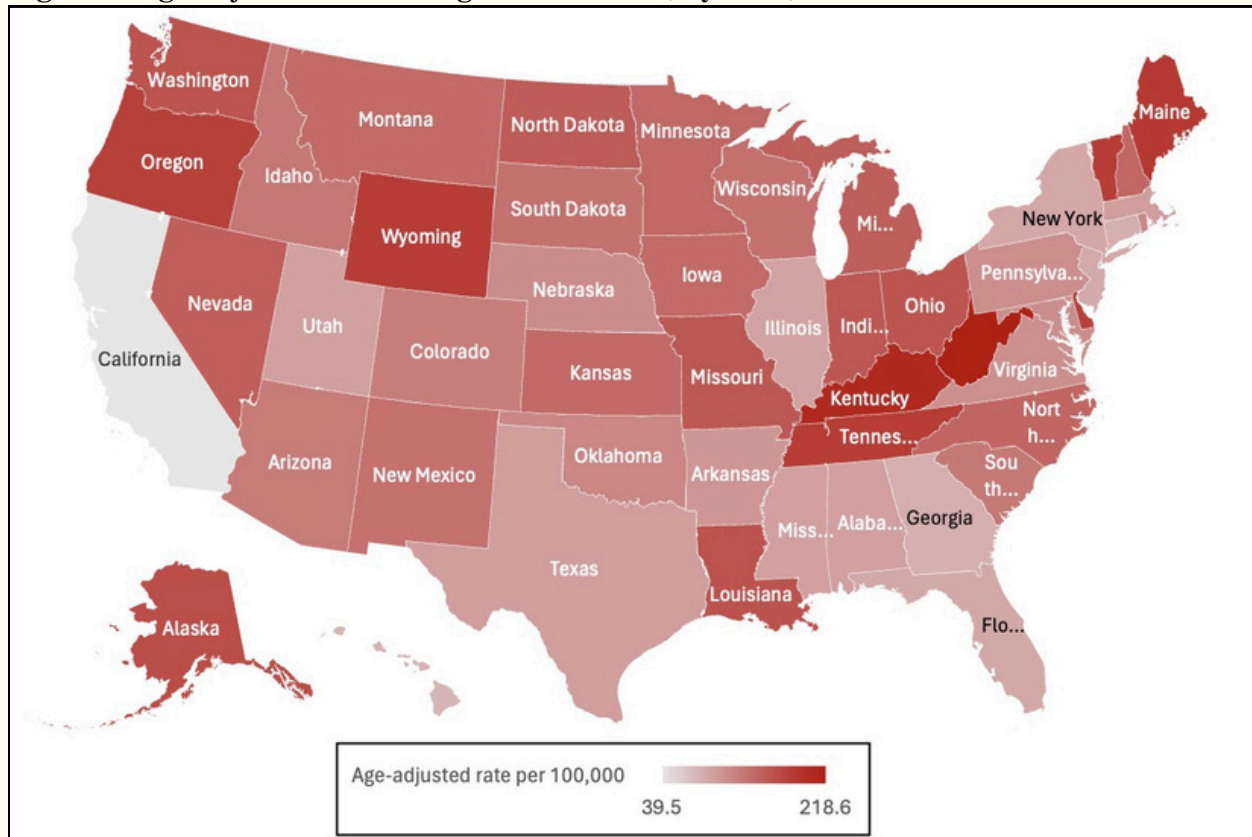 Washington
Montana
North Dakota
Minnesota
Maine
Oregon
Idaho
Wisconsin
South Dakota
Mi...
New York
Wyoming
Iowa
Pennsylva...
Nebraska
Nevada
Ohio
Utah
Illinois
Indi...
Colorado
California
Kansas
Missouri
Virginia
Kentucky
Nort
h...
Tennes...
Arizona
New Mexico
Oklahoma
Arkansas
Sou
th...
Miss...
Alaba...
Georgia
Texas
Louisiana
Alaska
Flo...
Age-adjusted rate per 100,000
39.5
218.6